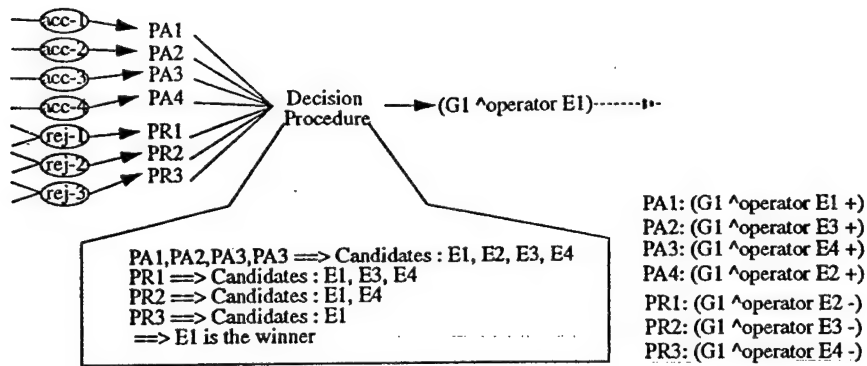 acc-1
PA1
acc-2
PA2
acc-3
PA3
acc-4
PA4
rej-1
PR1
rej-2
PR2
rej-3
PR3
Decision
Procedure
(G1 ^operator E1)
PA1,PA2,PA3,PA3 ==> Candidates : E1, E2, E3, E4
PR1 ==> Candidates : E1, E3, E4
PR2 ==> Candidates : E1, E4
PR3 ==> Candidates : E1
==> E1 is the winner
PA1: (G1 ^operator E1 +)
PA2: (G1 ^operator E3 +)
PA3: (G1 ^operator E4 +)
PA4: (G1 ^operator E2 +)
PR1: (G1 ^operator E2 -)
PR2: (G1 ^operator E3 -)
PR3: (G1 ^operator E4 -)